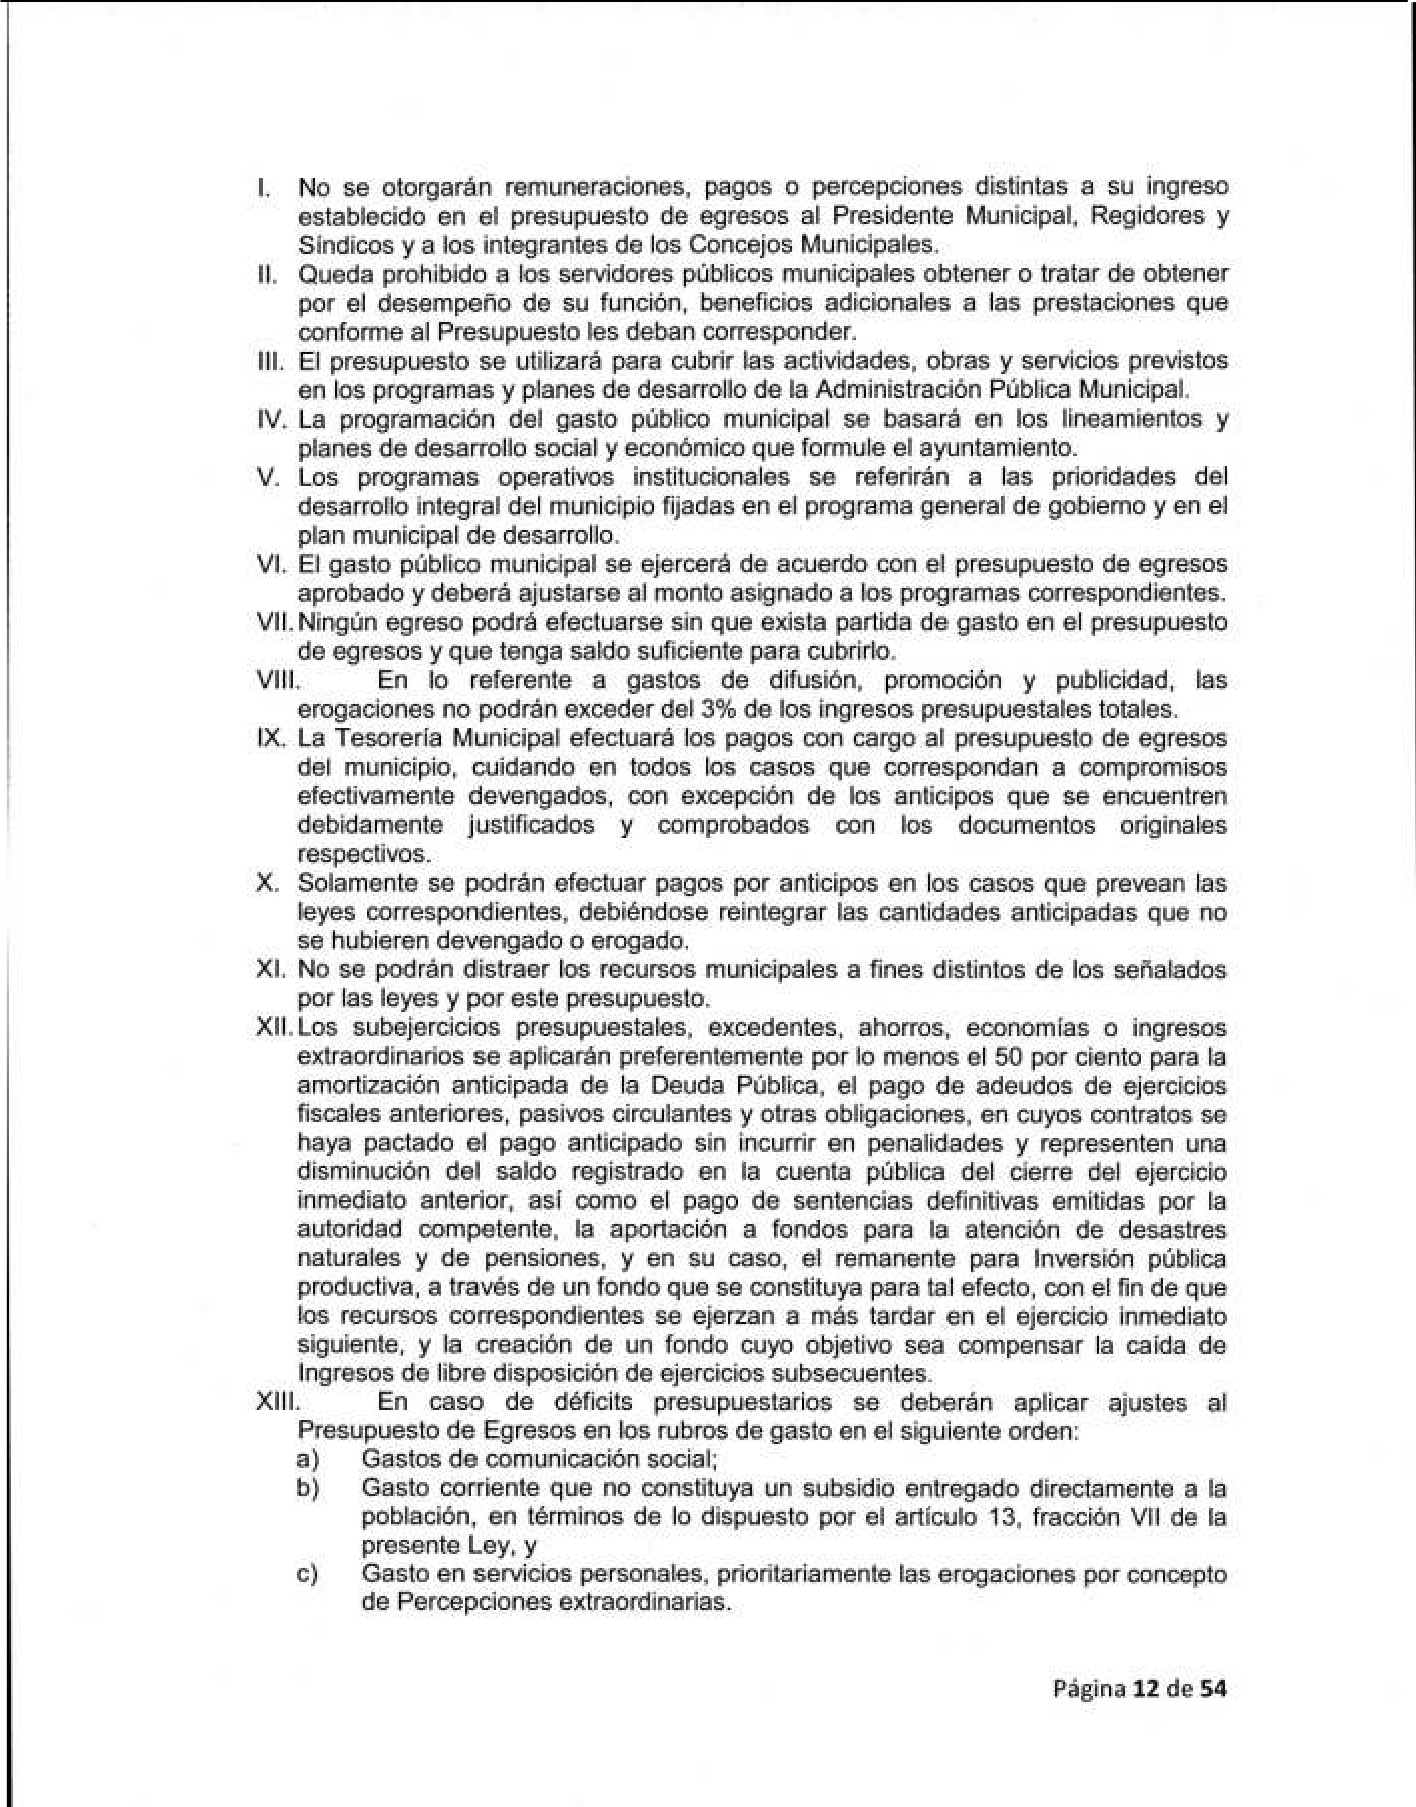 I. No se otorgarán remuneraciones, pagos o percepciones distintas a su ingreso
establecido en el presupuesto de egresos al Presidente Municipal, Regidores y
Síndicos y a los integrantes de los Concejos Municipales.
II. Queda prohibido a los servidores públicos municipales obtener o tratar de obtener
por el desempeño de su función, beneficios adicionales a las prestaciones que
conforme al Presupuesto les deban corresponder.
III. El presupuesto se utilizará para cubrir las actividades, obras y servicios previstos
en los programas y planes de desarrollo de la Administración Pública Municipal.
IV. La programación del gasto público municipal se basará en los lineamientos y
planes de desarrollo social y económico que formule el ayuntamiento.
V. Los programas operativos institucionales se referirán a las prioridades del
desarrollo integral del municipio fijadas en el programa general de gobierno y en el
plan municipal de desarrollo.
VI. El gasto público municipal se ejercerá de acuerdo con el presupuesto de egresos
aprobado y deberá ajustarse al monto asignado a los programas correspondientes.
VII. Ningún egreso podrá efectuarse sin que exista partida de gasto en el presupuesto
de egresos y que tenga saldo suficiente para cubrirlo.
VIII. En lo referente a gastos de difusión, promoción y publicidad, las
erogaciones no podrán exceder del 3% de los ingresos presupuestales totales.
IX. La Tesorería Municipal efectuará los pagos con cargo al presupuesto de egresos
del municipio, cuidando en todos los casos que correspondan a compromisos
efectivamente devengados, con excepción de los anticipos que se encuentren
debidamente justificados y comprobados con los documentos originales
respectivos.
X. Solamente se podrán efectuar pagos por anticipos en los casos que prevean las
leyes correspondientes, debiéndose reintegrar las cantidades anticipadas que no
se hubieren devengado o erogado.
XI. No se podrán distraer los recursos municipales a fines distintos de los señalados
por las leyes y por este presupuesto.
XII. Los subejercicios presupuestales, excedentes, ahorros, economías o ingresos
extraordinarios se aplicarán preferentemente por lo menos el 50 por ciento para la
amortización anticipada de la Deuda Pública, el pago de adeudos de ejercicios
fiscales anteriores, pasivos circulantes y otras obligaciones, en cuyos contratos se
haya pactado el pago anticipado sin incurrir en penalidades y representen una
disminución del saldo registrado en la cuenta pública del cierre del ejercicio
inmediato anterior, así como el pago de sentencias definitivas emitidas por la
autoridad competente, la aportación a fondos para la atención de desastres
naturales y de pensiones, y en su caso, el remanente para Inversión pública
productiva, a través de un fondo que se constituya para tal efecto, con el fin de que
los recursos correspondientes se ejerzan a más tardar en el ejercicio inmediato
siguiente, y la creación de un fondo cuyo objetivo sea compensar la caída de
Ingresos de libre disposición de ejercicios subsecuentes.
XIII. En caso de déficits presupuestarios se deberán aplicar ajustes al
Presupuesto de Egresos en los rubros de gasto en el siguiente orden:
a) Gastos de comunicación social;
b) Gasto corriente que no constituya un subsidio entregado directamente a la
población, en términos de lo dispuesto por el artículo 13, fracción VII de la
presente Ley, y
c) Gasto en servicios personales, prioritariamente las erogaciones por concepto
de Percepciones extraordinarias.
Página 12 de 54